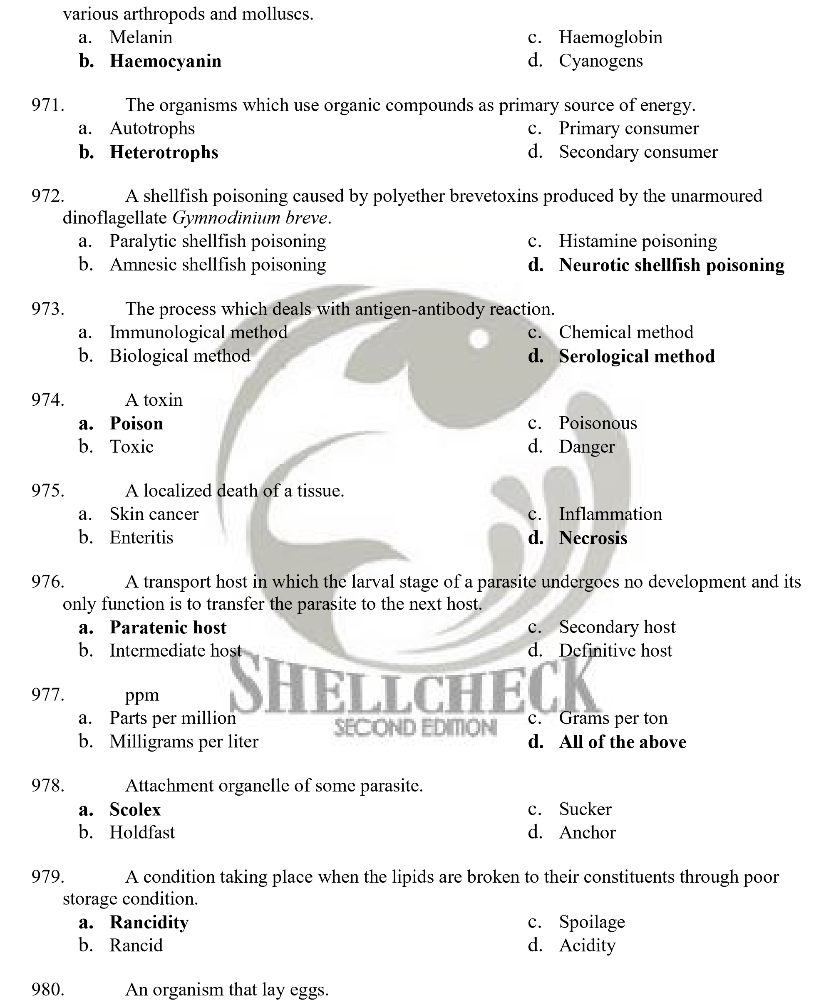 various arthropods and molluscs.
a. Melanin
b. Haemocyanin
c. Haemoglobin
d. Cyanogens
971. The organisms which use organic compounds as primary source of energy.
a. Autotrophs
b. Heterotrophs
c. Primary consumer
d. Secondary consumer
972. A shellfish poisoning caused by polyether brevetoxins produced by the unarmoured
dinoflagellate Gymnodinium breve.
a. Paralytic shellfish poisoning
b. Amnesic shellfish poisoning
c. Histamine poisoning
d. Neurotic shellfish poisoning
973. The process which deals with antigen-antibody reaction.
a. Immunological method
b. Biological method
c. Chemical method
d. Serological method
974. A toxin
a. Poison
b. Toxic
c. Poisonous
d. Danger
975. A localized death of a tissue.
a. Skin cancer
b. Enteritis
c. Inflammation
d. Necrosis
976. A transport host in which the larval stage of a parasite undergoes no development and its
only function is to transfer the parasite to the next host.
a. Paratenic host
b. Intermediate host
c. Secondary host
d. Definitive host
SHELLCHECK
SECOND EDITION
977. ppm
a. Parts per million
b. Milligrams per liter
c. Grams per ton
d. All of the above
978. Attachment organelle of some parasite.
a. Scolex
b. Holdfast
c. Sucker
d. Anchor
979. A condition taking place when the lipids are broken to their constituents through poor
storage condition.
a. Rancidity
b. Rancid
c. Spoilage
d. Acidity
980. An organism that lay eggs.